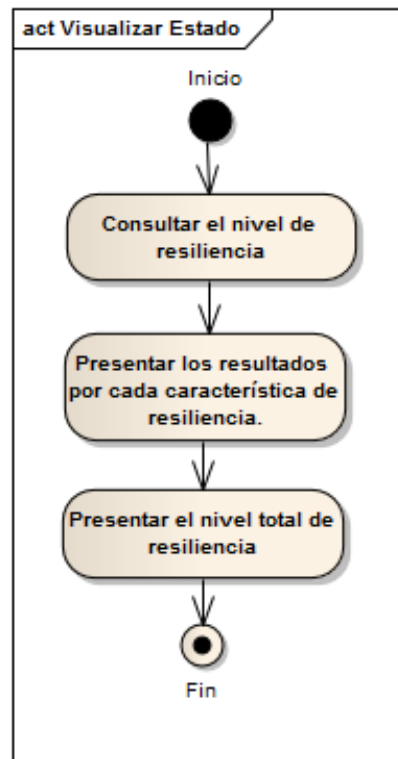 act Visualizar Estado
Inicio
Consultar el nivel de
resiliencia
Presentar los resultados
por cada característica de
resiliencia.
Presentar el nivel total de
resiliencia
Fin